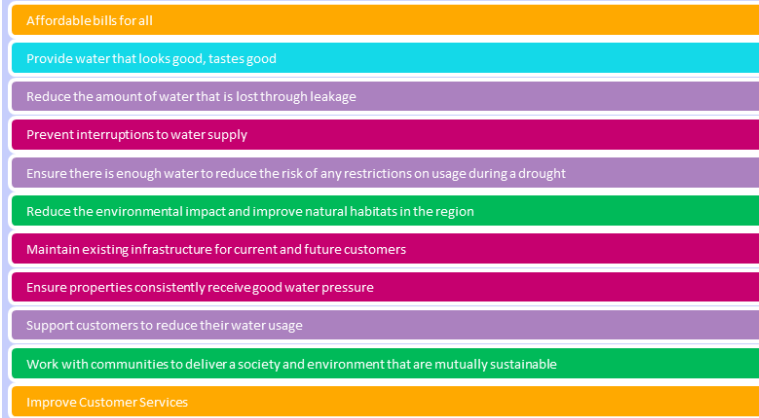 Affordable bills for all
Provide water that looks good, tastes good
Reduce the amount of water that is lost through leakage
Prevent interruptions to water supply
Ensure there is enough water to reduce the risk of any restrictions on usage during a drought
Reduce the environmental impact and improve natural habitats in the region
Maintain existing infrastructure for current and future customers
Ensure properties consistently receive good water pressure
Support customers to reduce their water usage
Work with communities to deliver a society and environment that are mutually sustainable
Improve Customer Services